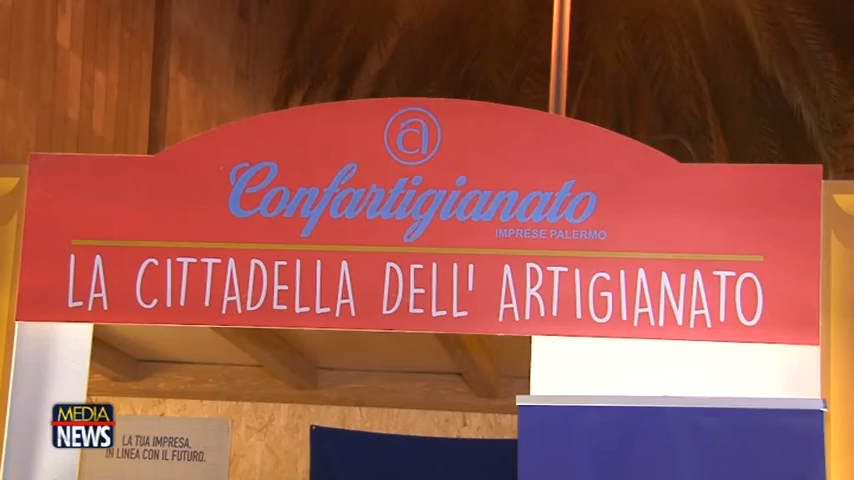 a
Confartigianato
IMPRESE PALERMO
LA CITTADELLA DELL' ARTIGIANATO
MEDIA
NEWS
LA TUA IMPRESA,
IN LINEA CON IL FUTURO.